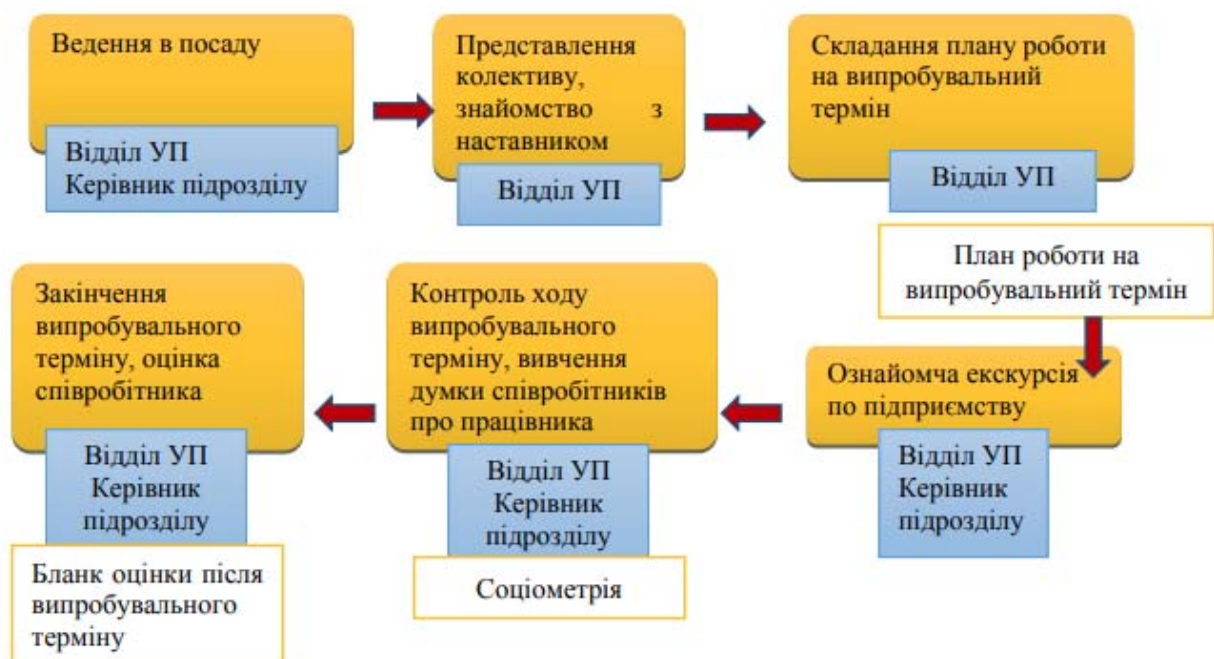 Ведення в посаду
Відділ УП
Керівник підрозділу
Представлення
колективу,
знайомство з
наставником
Відділ УП
Складання плану роботи
на випробувальний
термін
Відділ УП
План роботи на
випробувальний термін
Ознайомча екскурсія
по підприємству
Відділ УП
Керівник
підрозділу
Контроль ходу
випробувального
терміну, вивчення
думки співробітників
про працівника
Відділ УП
Керівник
підрозділу
Соціометрія
Закінчення
випробувального
терміну, оцінка
співробітника
Відділ УП
Керівник
підрозділу
Бланк оцінки після
випробувального
терміну